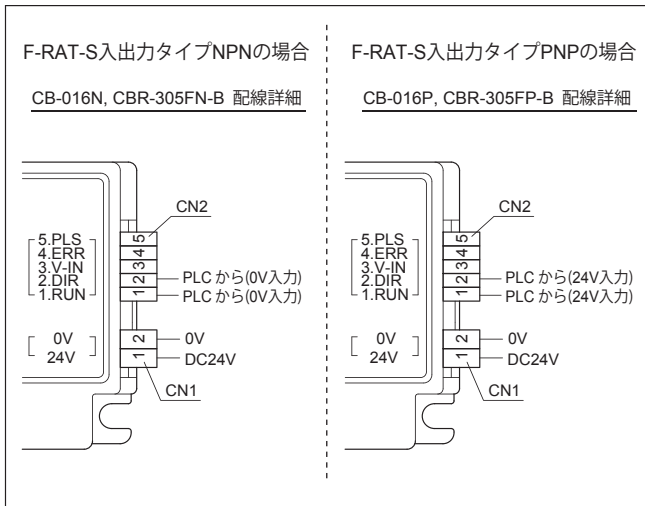 F-RAT-S入出力タイプNPNの場合
CB-016N, CBR-305FN-B 配線詳細
CN2
5.PLS
4.ERR
3.V-IN
2.DIR
1.RUN
5
4
3
2
1
PLC から(0V入力)
PLC から(0V入力)
0V
24V
2
1
0V
DC24V
CN1
F-RAT-S入出力タイプPNPの場合
CB-016P, CBR-305FP-B 配線詳細
CN2
5.PLS
4.ERR
3.V-IN
2.DIR
1.RUN
5
4
3
2
1
PLC から(24V入力)
PLC から(24V入力)
0V
24V
2
1
0V
DC24V
CN1